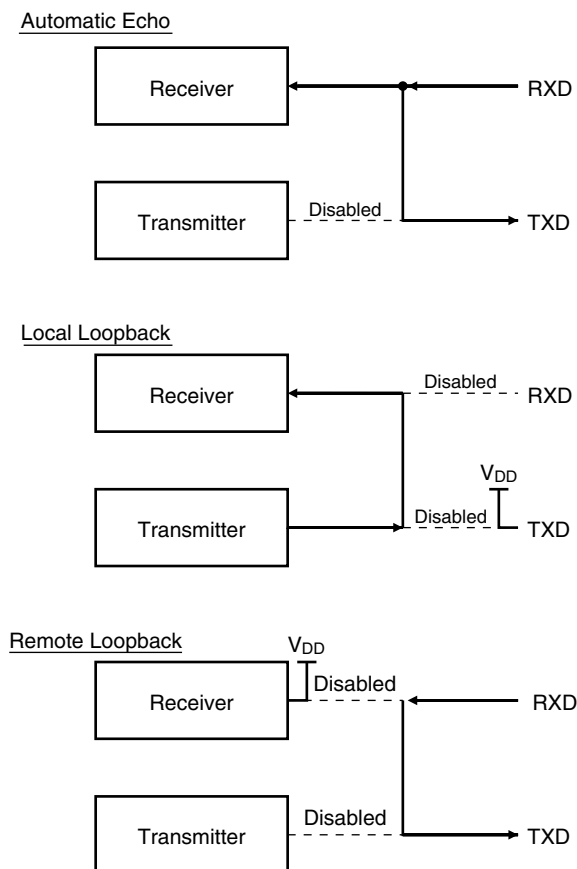 Automatic Echo
Receiver
RXD
Transmitter
Disabled
TXD
Local Loopback
Receiver
Disabled
RXD
VDD
Transmitter
Disabled
TXD
Remote Loopback
VDD
Receiver
Disabled
RXD
Transmitter
Disabled
TXD